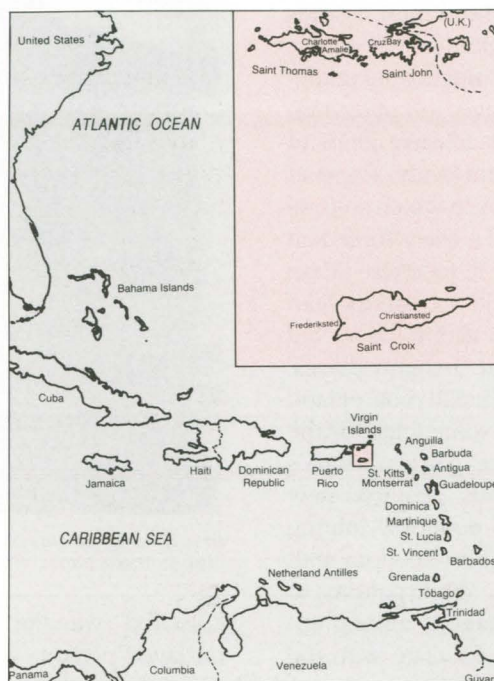 United States
(U.K.)
Charlotte
Amalie
Cruz Bay
Saint Thomas
Saint John
ATLANTIC OCEAN
Bahama Islands
Frederiksted
Christiansted
Saint Croix
Cuba
Jamaica
Haiti
Dominican
Republic
Puerto
Rico
Virgin
Islands
Anguilla
Barbuda
St. Kitts
Antigua
Montserrat
Guadeloupe
Dominica
Martinique
St. Lucia
St. Vincent
Barbados
CARIBBEAN SEA
Netherland Antilles
Grenada
Tobago
Trinidad
Panama
Columbia
Venezuela
Guyan